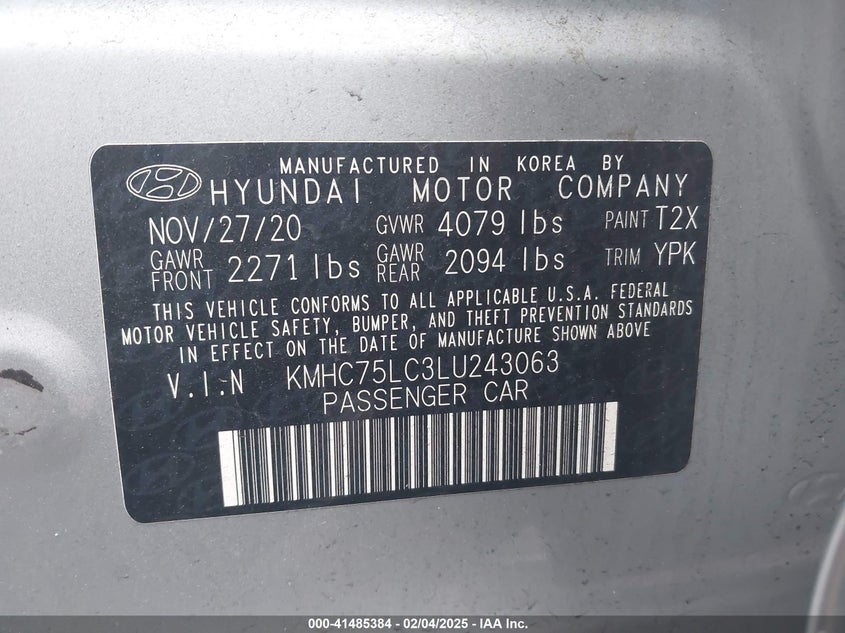 MANUFACTURED IN KOREA BY
HYUNDAI MOTOR COMPANY
NOV/27/20 GVWR 4079 lbs PAINT T2X
GAWR FRONT 2271 lbs GAWR REAR 2094 lbs TRIM YPK
THIS VEHICLE CONFORMS TO ALL APPLICABLE U.S.A. FEDERAL
MOTOR VEHICLE SAFETY, BUMPER, AND THEFT PREVENTION STANDARDS
IN EFFECT ON THE DATE OF MANUFACTURE SHOWN ABOVE
V.I.N KMHC75LC3LU243063
PASSENGER CAR
000-41485384 - 02/04/2025 - IAAI.com.